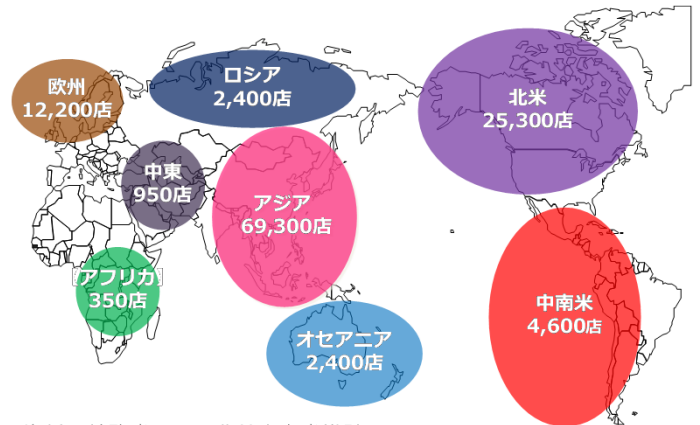 欧州
12,200店
ロシア
2,400店
北米
25,300店
中東
950店
アジア
69,300店
アフリカ
350店
オセアニア
2,400店
中南米
4,600店